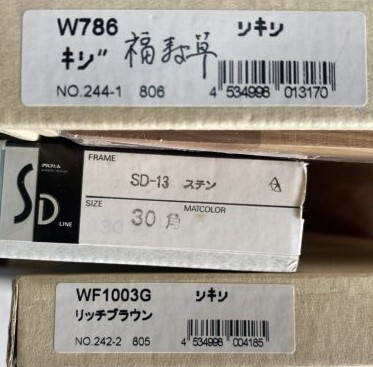 W786 リキリ
キジ" 福寿草
NO.244-1 806 4 534998 013170
FRAME
SD-13 ステン
SD LINE
SIZE MATCOLOR
30 角
WF1003G リキリ
リッチブラウン
NO.242-2 805 4 534998 004185